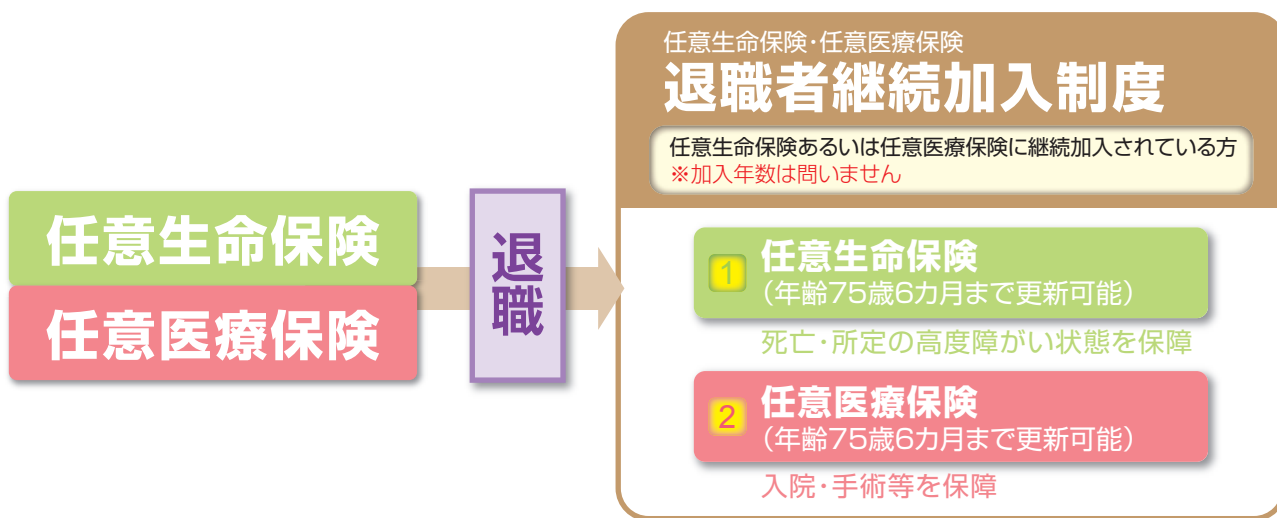 任意生命保険
任意医療保険
退職
任意生命保険・任意医療保険
退職者継続加入制度
任意生命保険あるいは任意医療保険に継続加入されている方
※加入年数は問いません
1 任意生命保険
（年齢75歳6カ月まで更新可能）
死亡・所定の高度障がい状態を保障
2 任意医療保険
（年齢75歳6カ月まで更新可能）
入院・手術等を保障